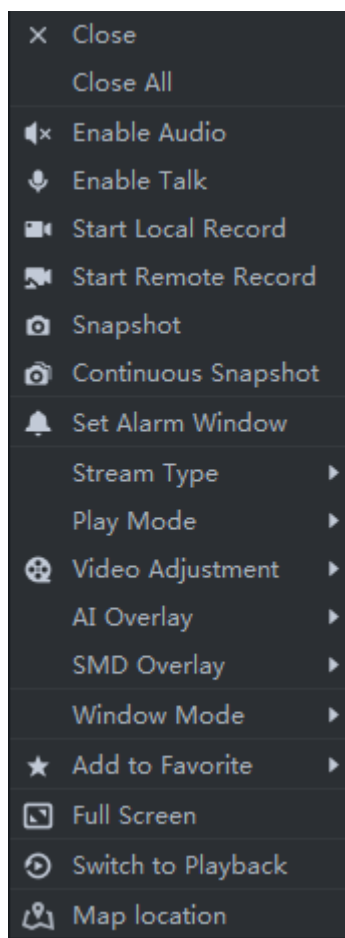 Close
Close All
Enable Audio
Enable Talk
Start Local Record
Start Remote Record
Snapshot
Continuous Snapshot
Set Alarm Window
Stream Type
Play Mode
Video Adjustment
AI Overlay
SMD Overlay
Window Mode
Add to Favorite
Full Screen
Switch to Playback
Map location